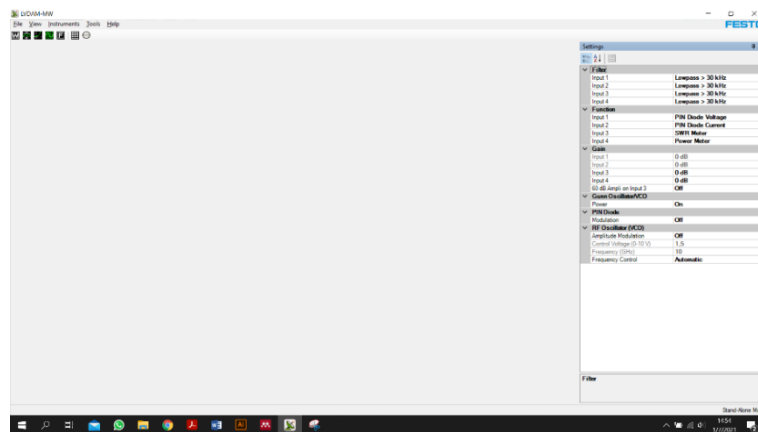 LVDAM-MW
File View Instruments Tools Help
FESTO
Settings
Filter
Input 1 Lowpass > 30 kHz
Input 2 Lowpass > 30 kHz
Input 3 Lowpass > 30 kHz
Input 4 Lowpass > 30 kHz
Function
Input 1 PIN Diode Voltage
Input 2 PIN Diode Current
Input 3 SWR Meter
Input 4 Power Meter
Gain
Input 1 0 dB
Input 2 0 dB
Input 3 0 dB
Input 4 0 dB
60 dB Ampli on Input 3 Off
Gunn Oscillator/VCO
Power On
PIN Diode
Modulation Off
RF Oscillator (VCO)
Amplitude Modulation Off
Control Voltage (0-10 V) 1,5
Frequency (GHz) 10
Frequency Control Automatic
Filter
Stand-Alone M
14:54
1/7/2021